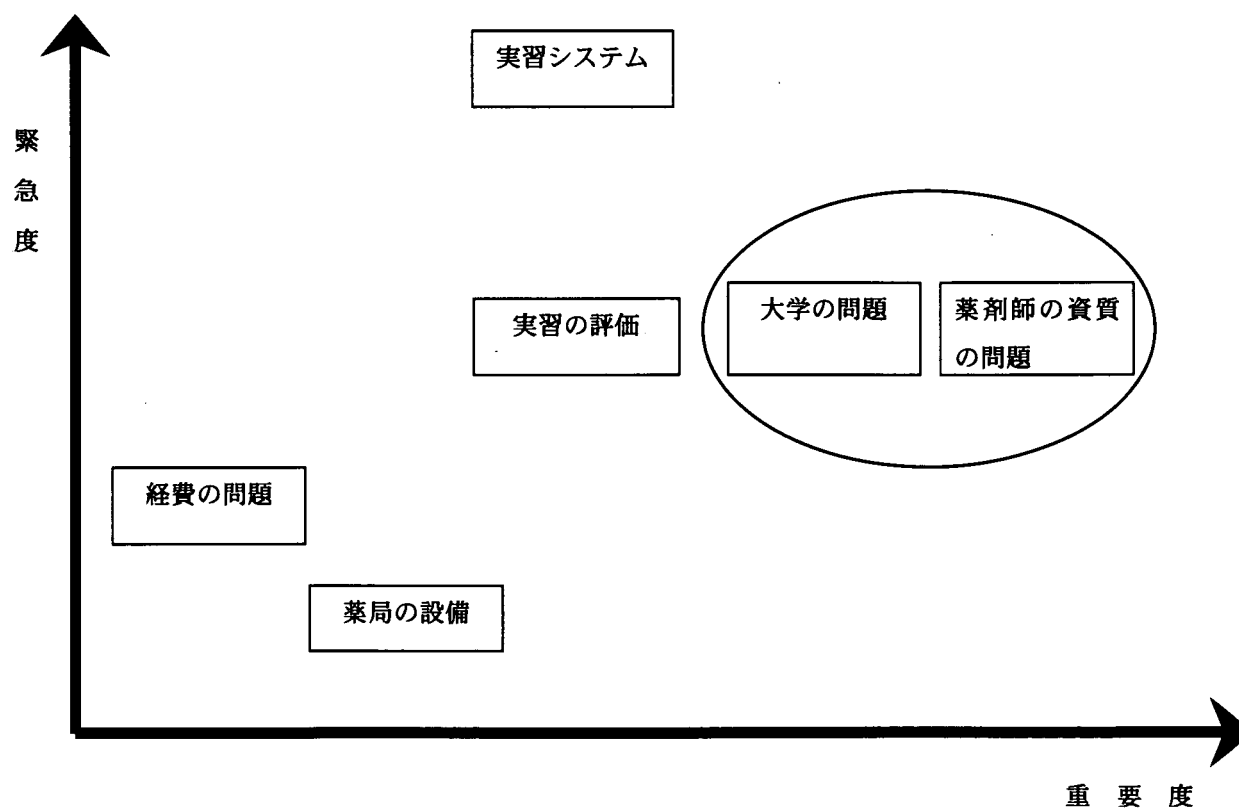 実習システム
緊急度
実習の評価
大学の問題
薬剤師の資質
の問題
経費の問題
薬局の設備
重要度